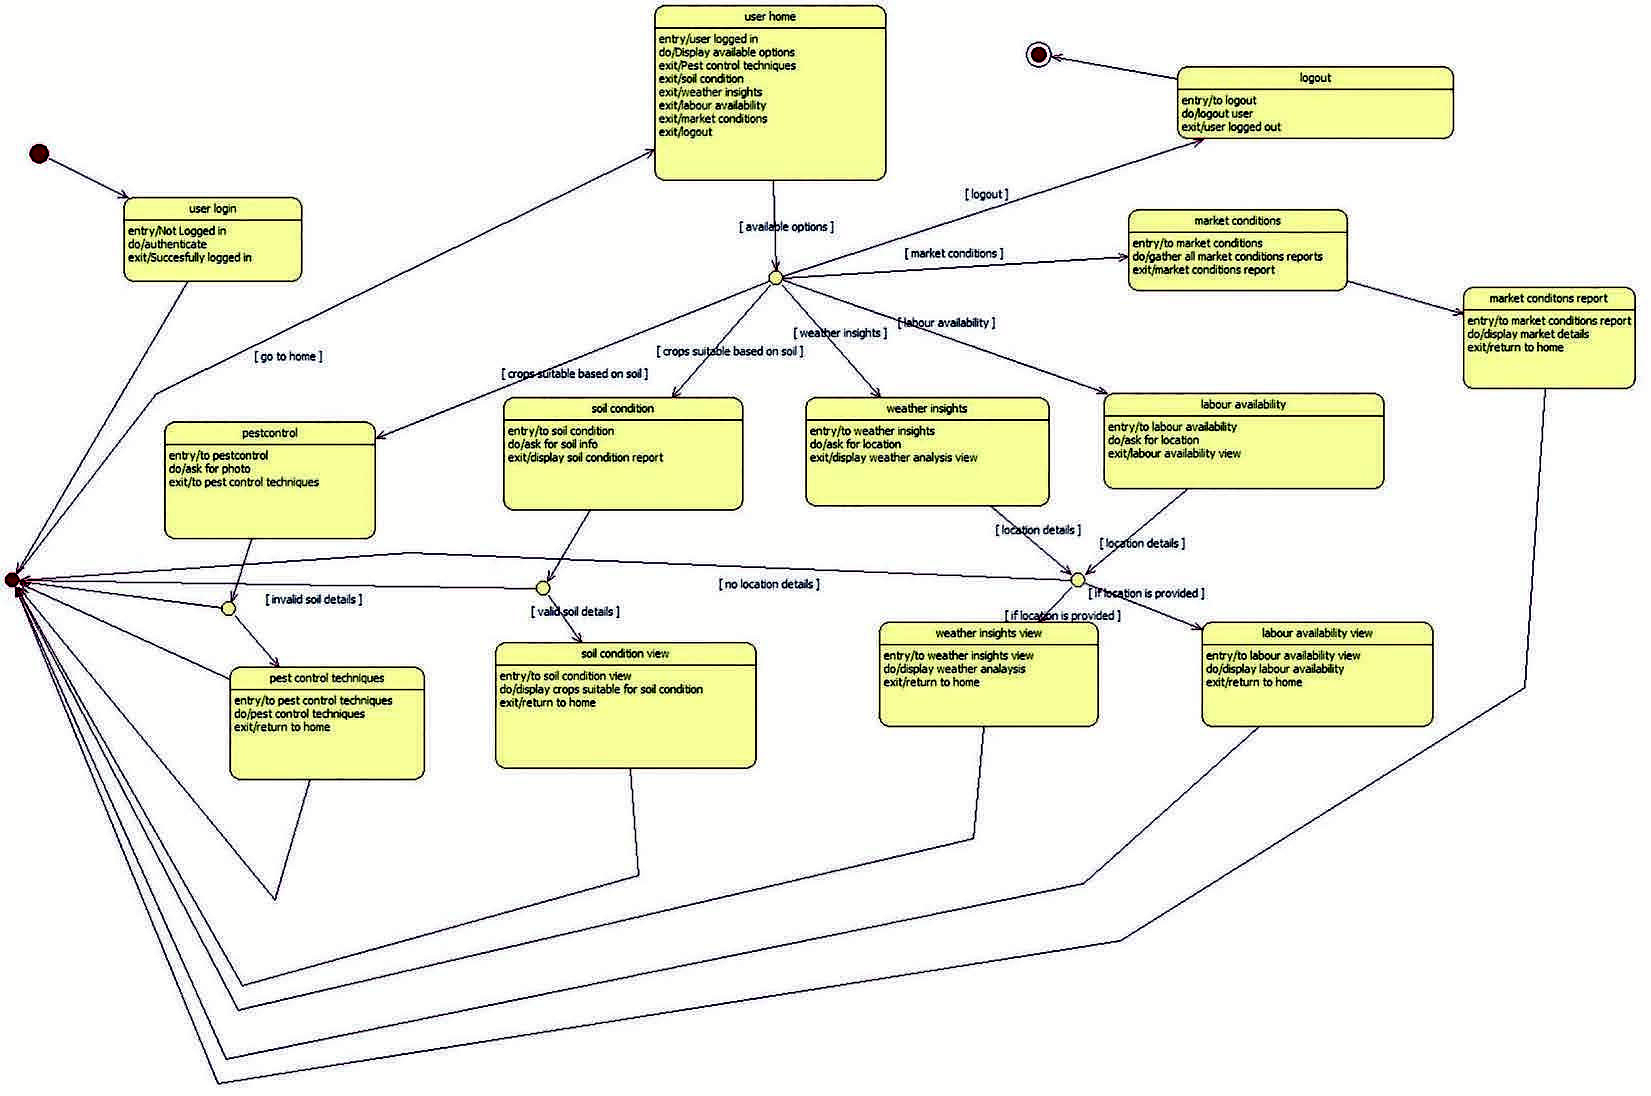 user home
entry/user logged in
do/Display available options
exit/Pest control techniques
exit/soil condition
exit/weather insights
exit/labour availability
exit/market conditions
exit/logout
logout
entry/to logout
do/logout user
exit/user logged out
user login
entry/Not Logged in
do/authenticate
exit/Succesfully logged in
[ logout ]
[ available options ]
market conditions
entry/to market conditions
do/gather all market conditions reports
exit/market conditions report
[ market conditions ]
market conditons report
entry/to market conditions report
do/display market details
exit/return to home
[ go to home ]
[ labour availability ]
[ weather insights ]
[ crops suitable based on soil ]
[ crops suitable based on soil ]
pestcontrol
entry/to pestcontrol
do/ask for photo
exit/to pest control techniques
soil condition
entry/to soil condition
do/ask for soil info
exit/display soil condition report
weather insights
entry/to weather insights
do/ask for location
exit/display weather analysis view
labour availability
entry/to labour availability
do/ask for location
exit/labour availability view
[ location details ]
[ location details ]
[ invalid soil details ]
[ valid soil details ]
[ no location details ]
[ if location is provided ]
[ if location is provided ]
pest control techniques
entry/to pest control techniques
do/pest control techniques
exit/return to home
soil condition view
entry/to soil condition view
do/display crops suitable for soil condition
exit/return to home
weather insights view
entry/to weather insights view
do/display weather analaysis
exit/return to home
labour availability view
entry/to labour availability view
do/display labour availability
exit/return to home